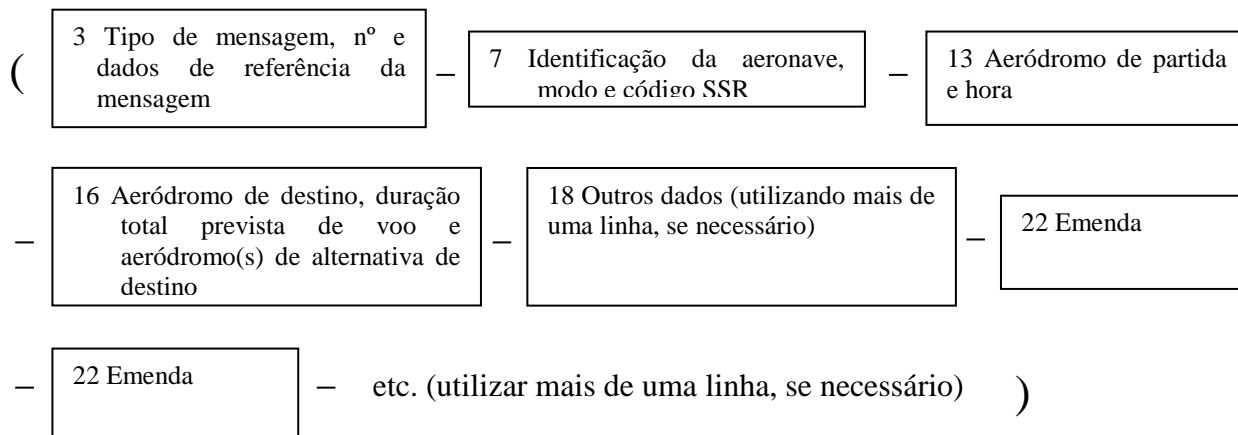 (
3 Tipo de mensagem, nº e
dados de referência da
mensagem
–
7 Identificação da aeronave,
modo e código SSR
–
13 Aeródromo de partida
e hora
–
16 Aeródromo de destino, duração
total prevista de voo e
aeródromo(s) de alternativa de
destino
–
18 Outros dados (utilizando mais de
uma linha, se necessário)
–
22 Emenda
–
22 Emenda
–
etc. (utilizar mais de uma linha, se necessário)
)